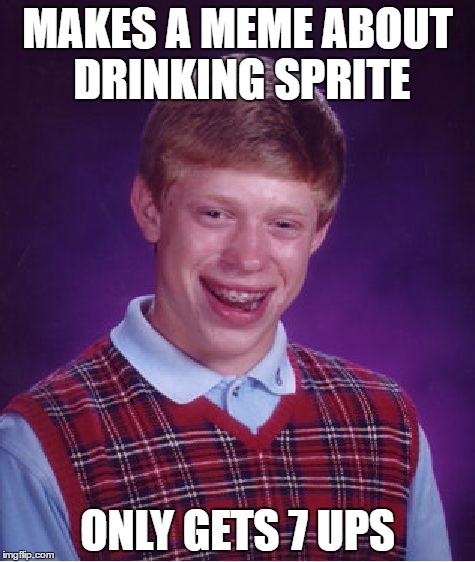 MAKES A MEME ABOUT
DRINKING SPRITE
ONLY GETS 7 UPS
imgflip.com